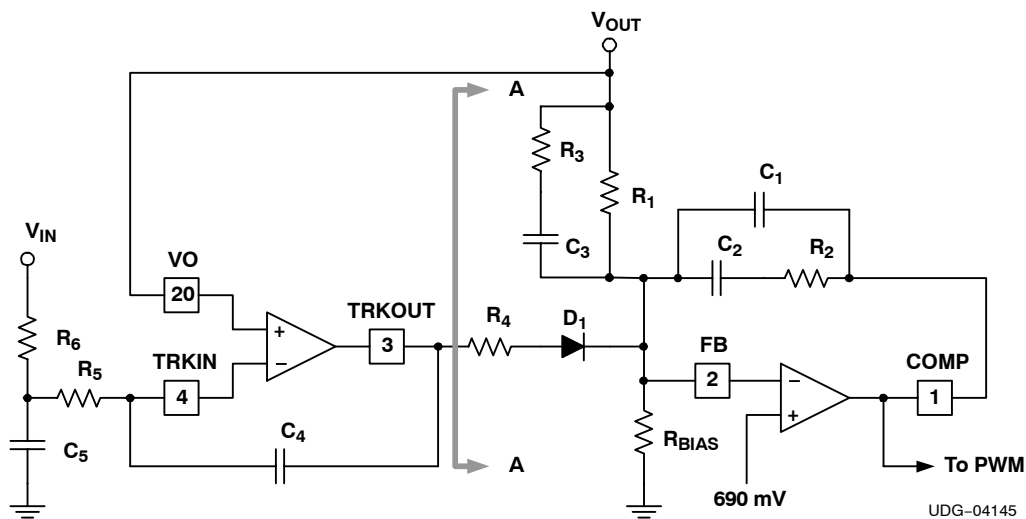 VOUT
A
R3
R1
C1
C3
C2
R2
VIN
VO
20
+
−
TRKOUT
3
R4
D1
R6
R5
TRKIN
4
FB
2
−
+
COMP
1
C4
C5
RBIAS
A
To PWM
690 mV
UDG−04145